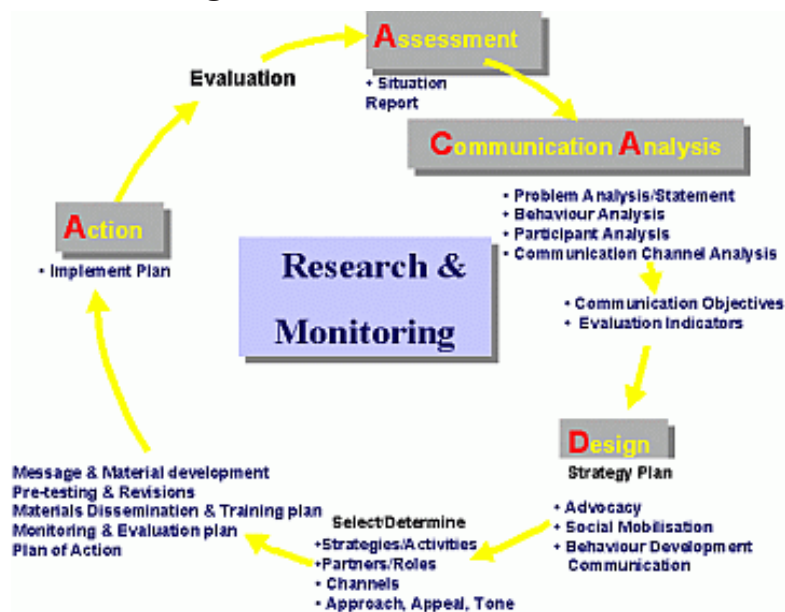 Assessment
• Situation
Report
Communication Analysis
• Problem Analysis/Statement
• Behaviour Analysis
• Participant Analysis
• Communication Channel Analysis
• Communication Objectives
• Evaluation Indicators
Design
Strategy Plan
• Advocacy
• Social Mobilisation
• Behaviour Development
Communication
Select/Determine
•Strategies/Activities
•Partners/Roles
• Channels
• Approach, Appeal, Tone
Message & Material development
Pre-testing & Revisions
Materials Dissemination & Training plan
Monitoring & Evaluation plan
Plan of Action
Action
• Implement Plan
Evaluation
Research &
Monitoring